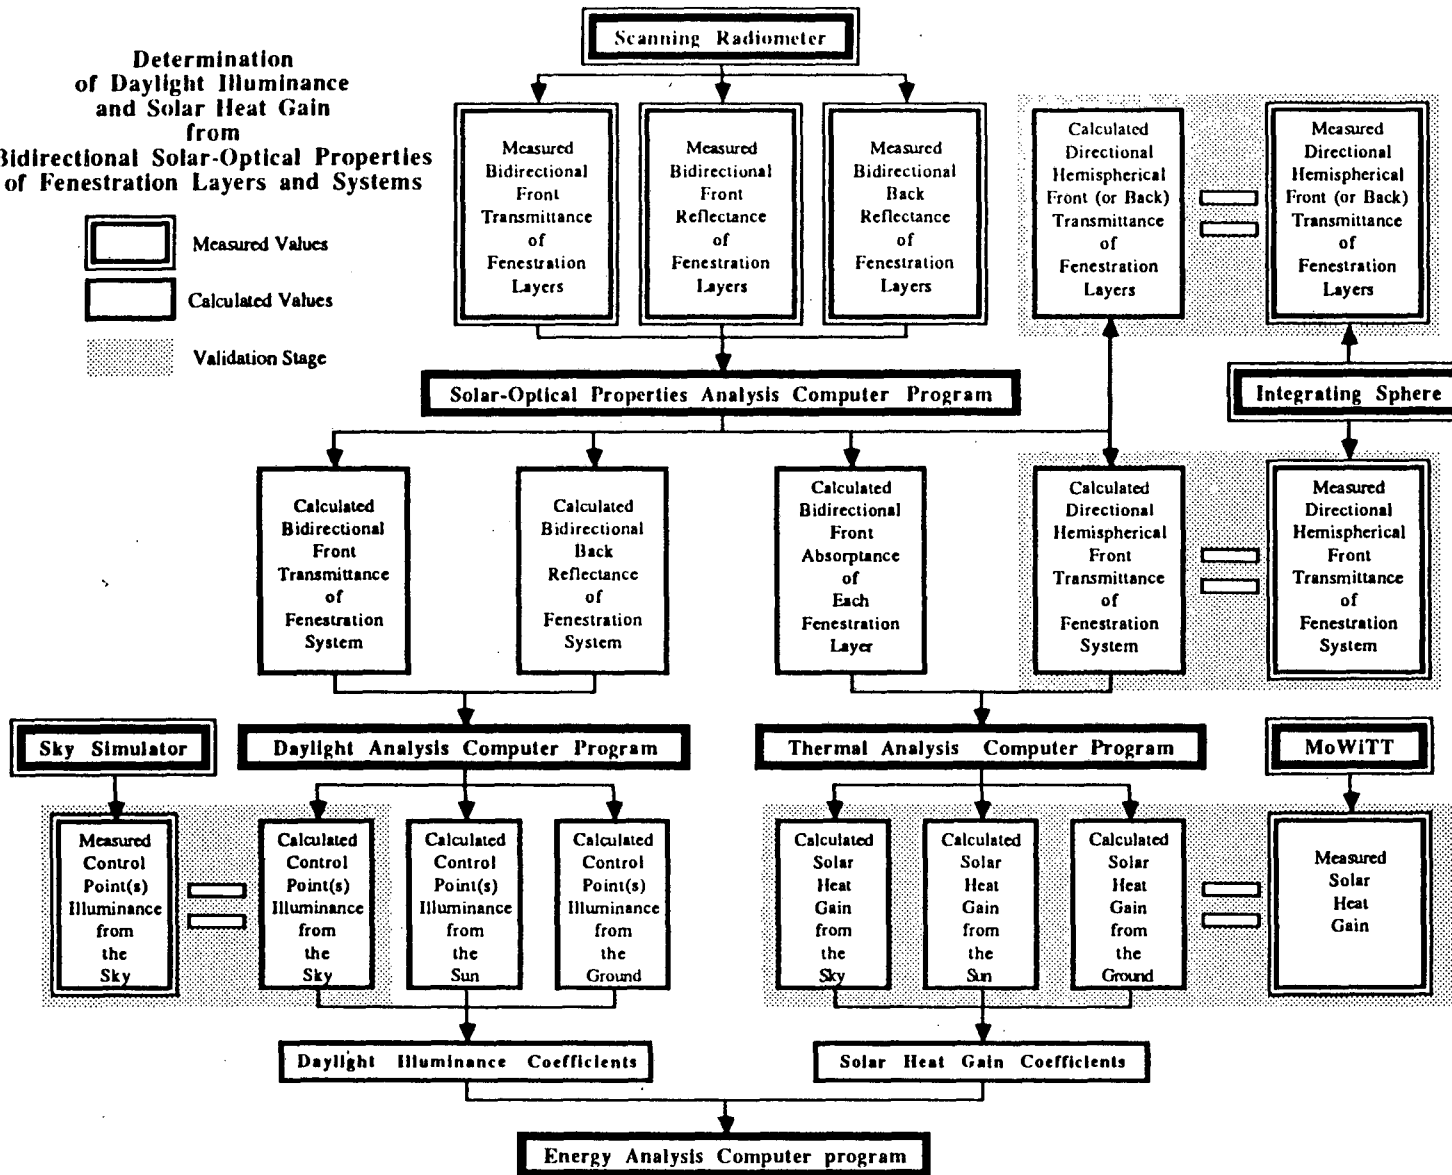 Scanning Radiometer
Determination
of Daylight Illuminance
and Solar Heat Gain
from
Bidirectional Solar-Optical Properties
of Fenestration Layers and Systems
Measured Values
Calculated Values
Validation Stage
Measured
Bidirectional
Front
Transmittance
of
Fenestration
Layers
Measured
Bidirectional
Front
Reflectance
of
Fenestration
Layers
Measured
Bidirectional
Back
Reflectance
of
Fenestration
Layers
Calculated
Directional
Hemispherical
Front (or Back)
Transmittance
of
Fenestration
Layers
Measured
Directional
Hemispherical
Front (or Back)
Transmittance
of
Fenestration
Layers
Solar-Optical Properties Analysis Computer Program
Integrating Sphere
Calculated
Bidirectional
Front
Transmittance
of
Fenestration
System
Calculated
Bidirectional
Back
Reflectance
of
Fenestration
System
Calculated
Bidirectional
Front
Absorptance
of
Each
Fenestration
Layer
Calculated
Directional
Hemispherical
Front
Transmittance
of
Fenestration
System
Measured
Directional
Hemispherical
Front
Transmittance
of
Fenestration
System
Sky Simulator
Daylight Analysis Computer Program
Thermal Analysis Computer Program
MoWiTT
Measured
Control
Point(s)
Illuminance
from
the
Sky
Calculated
Control
Point(s)
Illuminance
from
the
Sky
Calculated
Control
Point(s)
Illuminance
from
the
Sun
Calculated
Control
Point(s)
Illuminance
from
the
Ground
Calculated
Solar
Heat
Gain
from
the
Sky
Calculated
Solar
Heat
Gain
from
the
Sun
Calculated
Solar
Heat
Gain
from
the
Ground
Measured
Solar
Heat
Gain
Daylight Illuminance Coefficients
Solar Heat Gain Coefficients
Energy Analysis Computer program